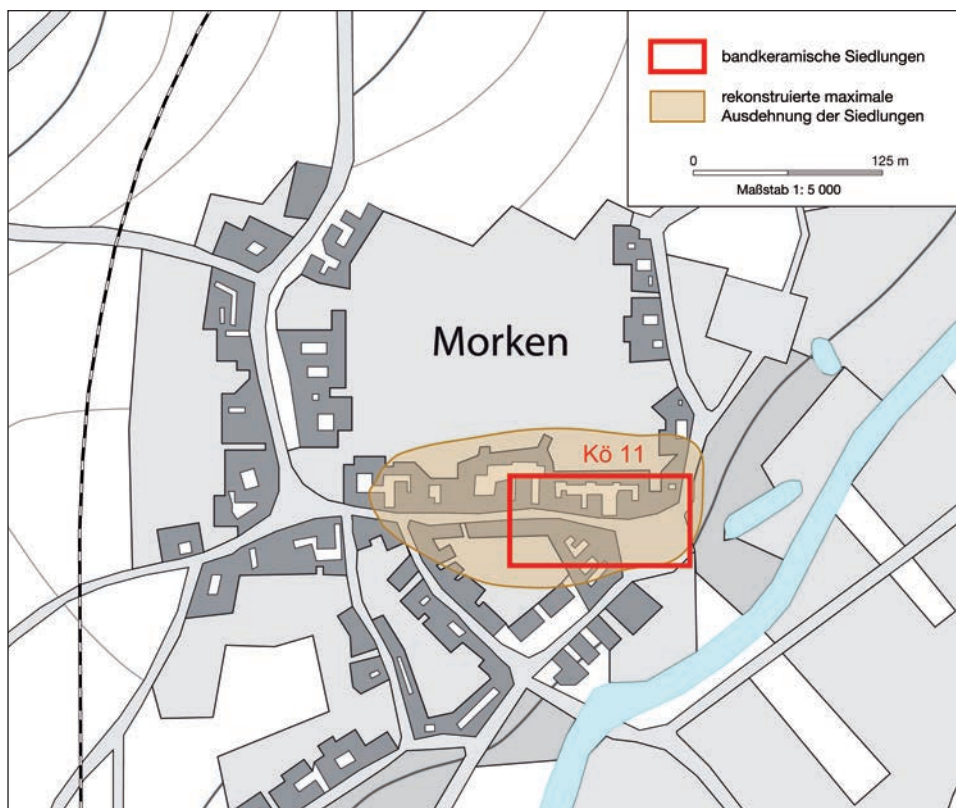 bandkeramische Siedlungen
rekonstruierte maximale
Ausdehnung der Siedlungen
0 125 m
Maßstab 1: 5 000
Morken
Kö 11